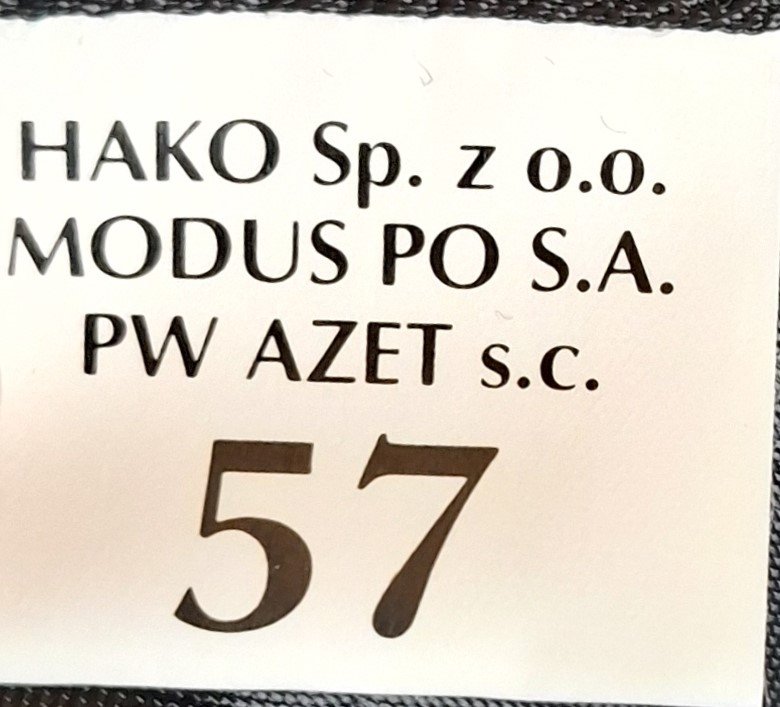 HAKO Sp. z o.o.
MODUS PO S.A.
PW AZET s.c.
57